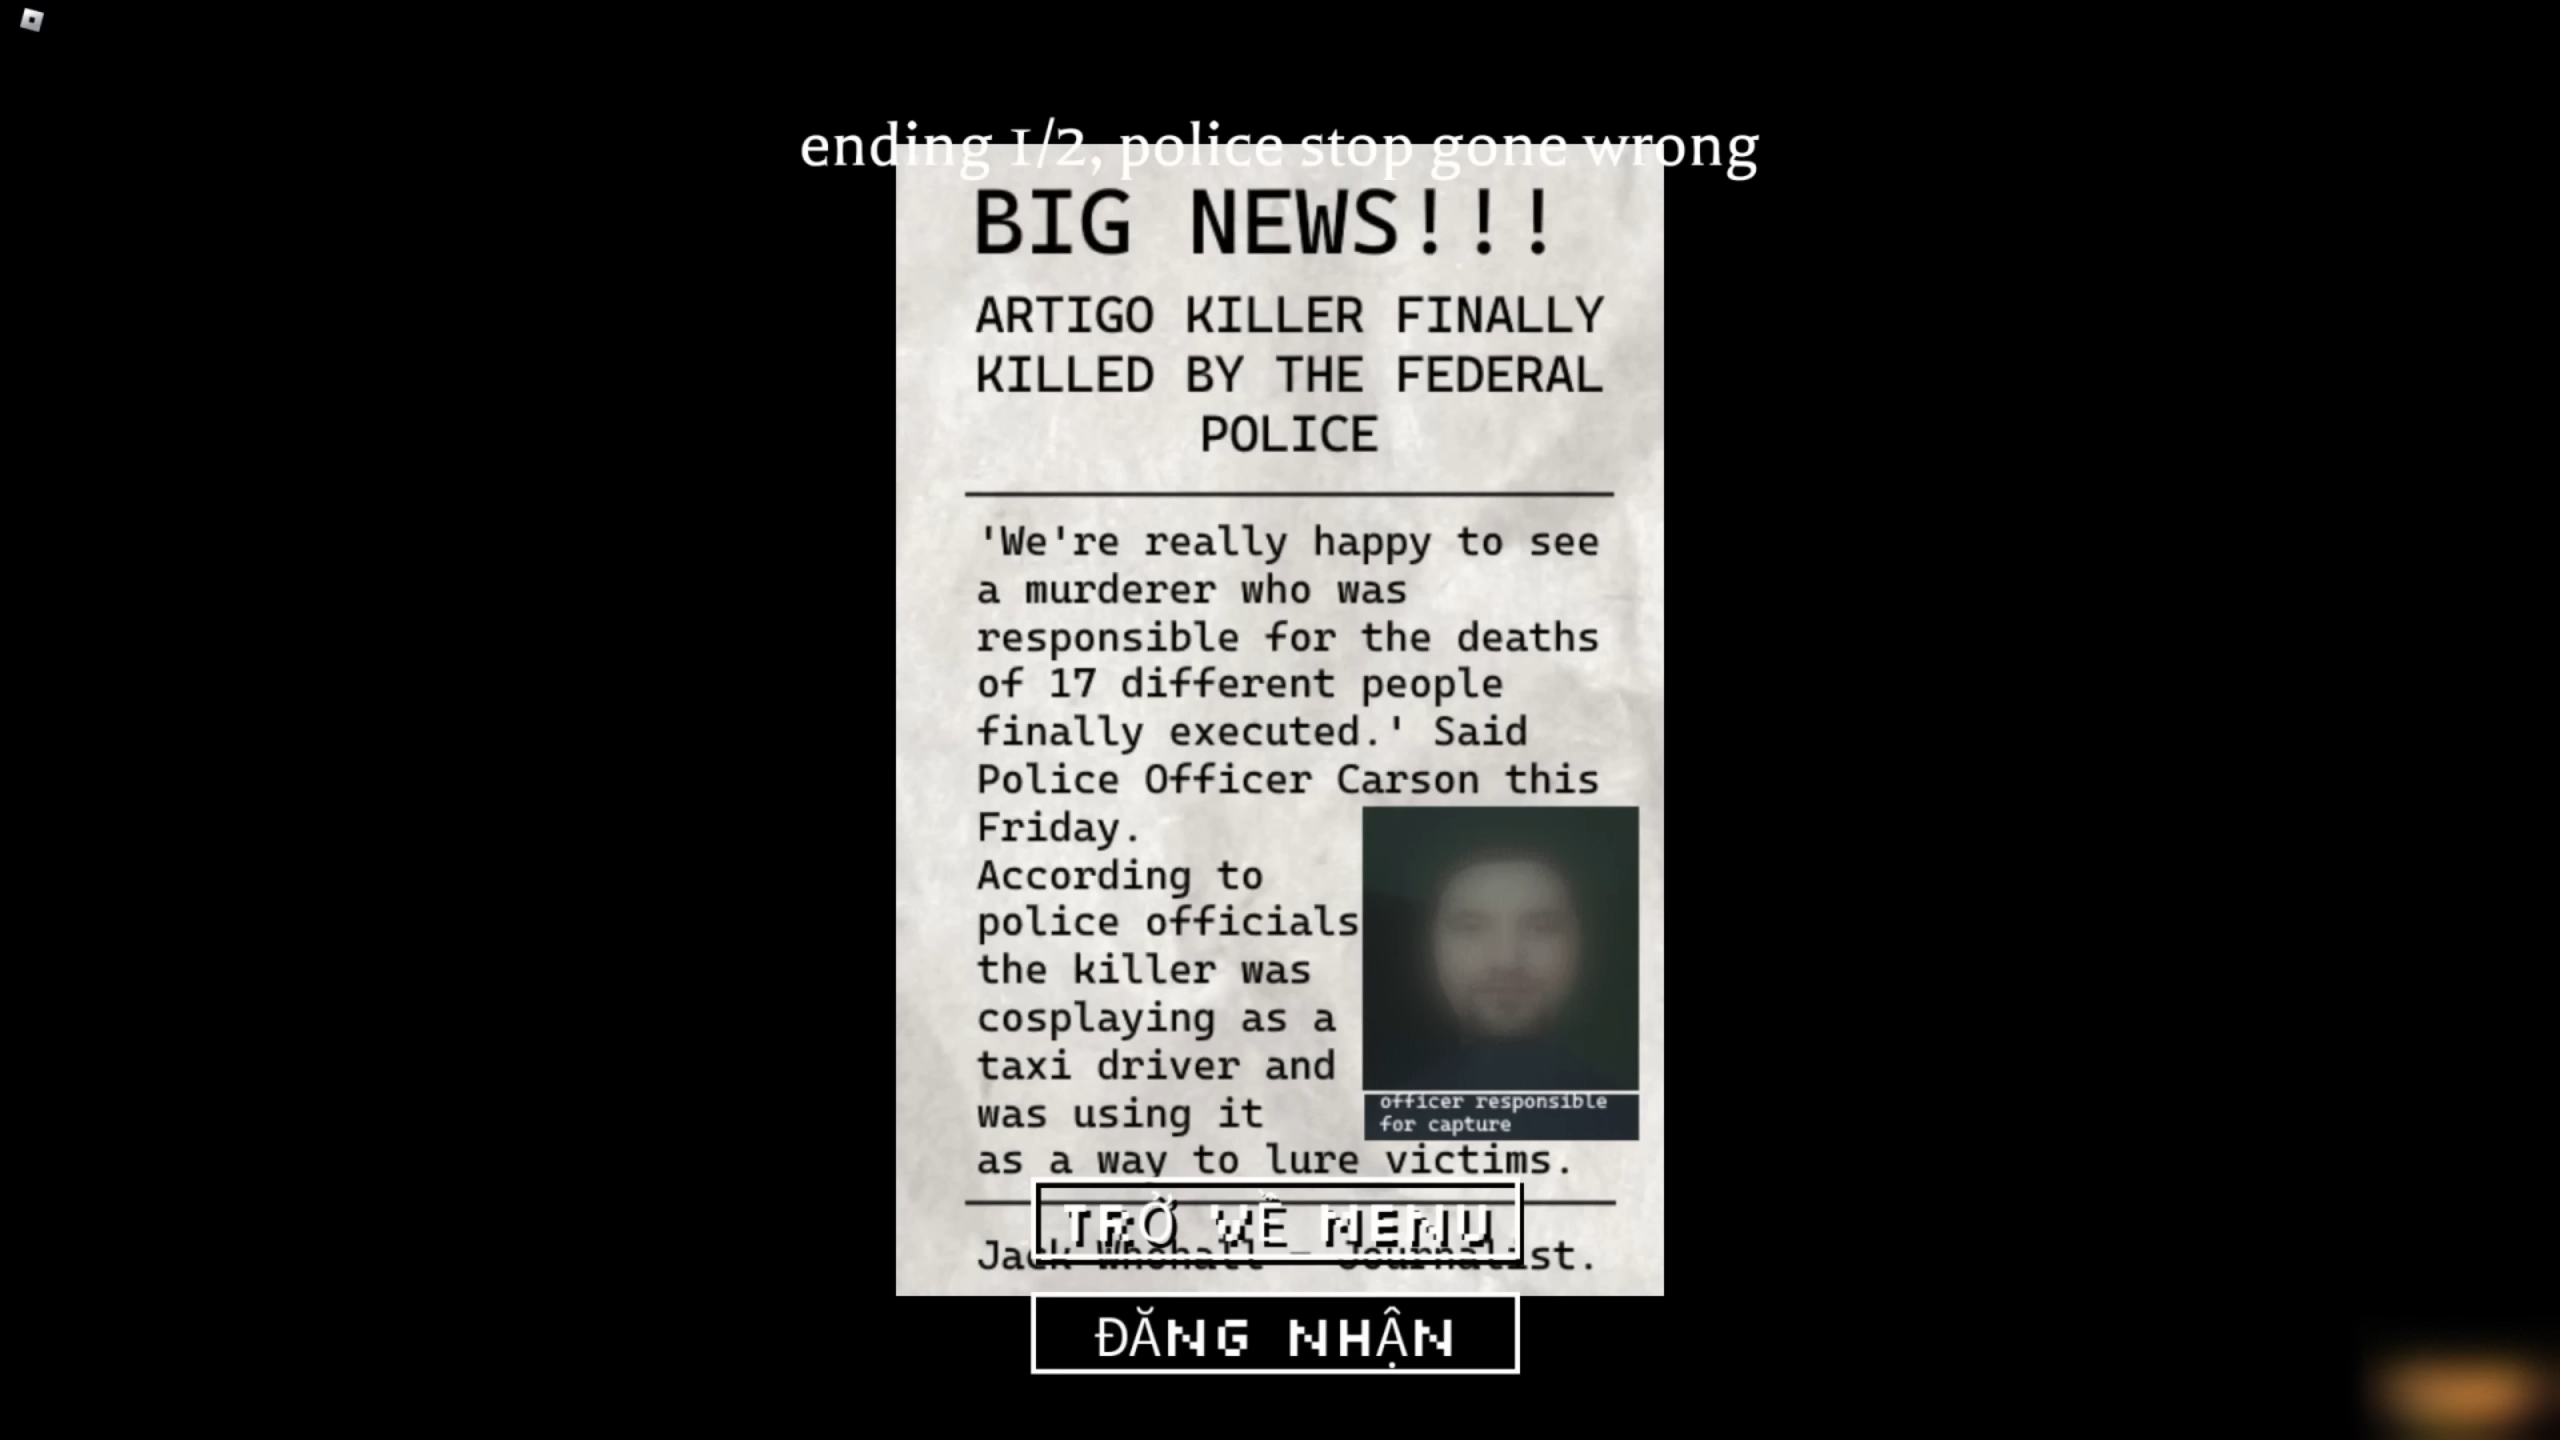 ending 1/2, police stop gone wrong
BIG NEWS!!!
ARTIGO KILLER FINALLY
KILLED BY THE FEDERAL
POLICE
'We're really happy to see
a murderer who was
responsible for the deaths
of 17 different people
finally executed.' Said
Police Officer Carson this
Friday.
According to
police officials
the killer was
cosplaying as a
taxi driver and
was using it
as a way to lure victims.
officer responsible
for capture
TRỞ VỀ MENU
Jack Whohall - Journalist.
ĐĂNG NHẬN